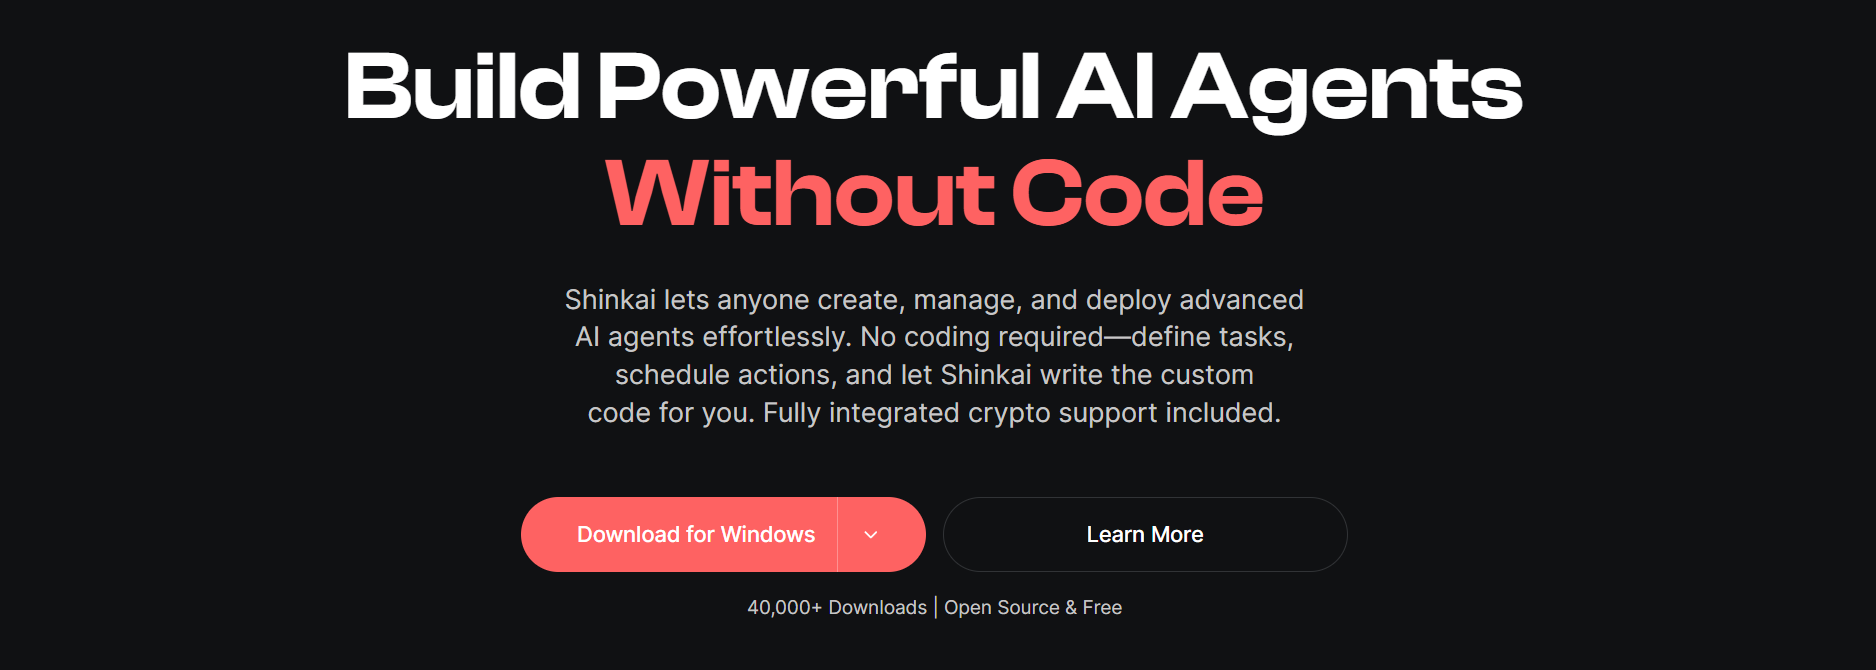 Build Powerful AI Agents
Without Code
Shinkai lets anyone create, manage, and deploy advanced
AI agents effortlessly. No coding required—define tasks,
schedule actions, and let Shinkai write the custom
code for you. Fully integrated crypto support included.
Download for Windows
Learn More
40,000+ Downloads | Open Source & Free